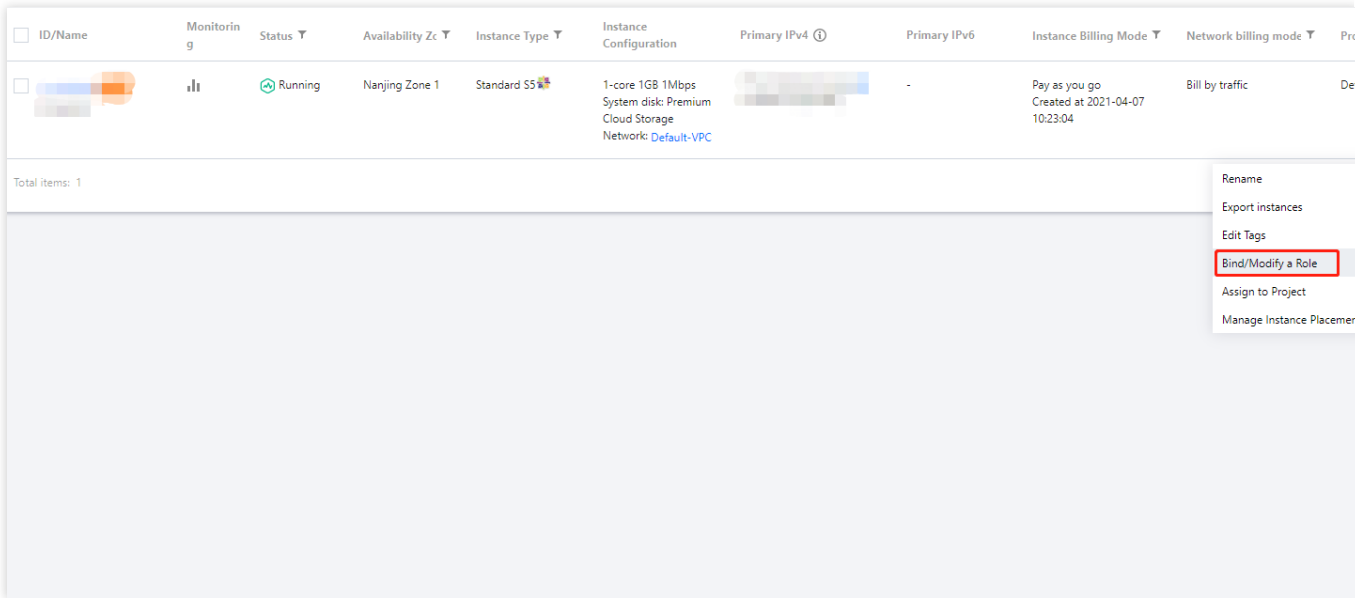 ID/Name
Monitorin
g
Status
Availability Zc
Instance Type
Instance
Configuration
Primary IPv4
Primary IPv6
Instance Billing Mode
Network billing mode
Pro
Running
Nanjing Zone 1
Standard S5
1-core 1GB 1Mbps
System disk: Premium
Cloud Storage
Network: Default-VPC
-
Pay as you go
Created at 2021-04-07
10:23:04
Bill by traffic
De
Total items: 1
Rename
Export instances
Edit Tags
Bind/Modify a Role
Assign to Project
Manage Instance Placemer